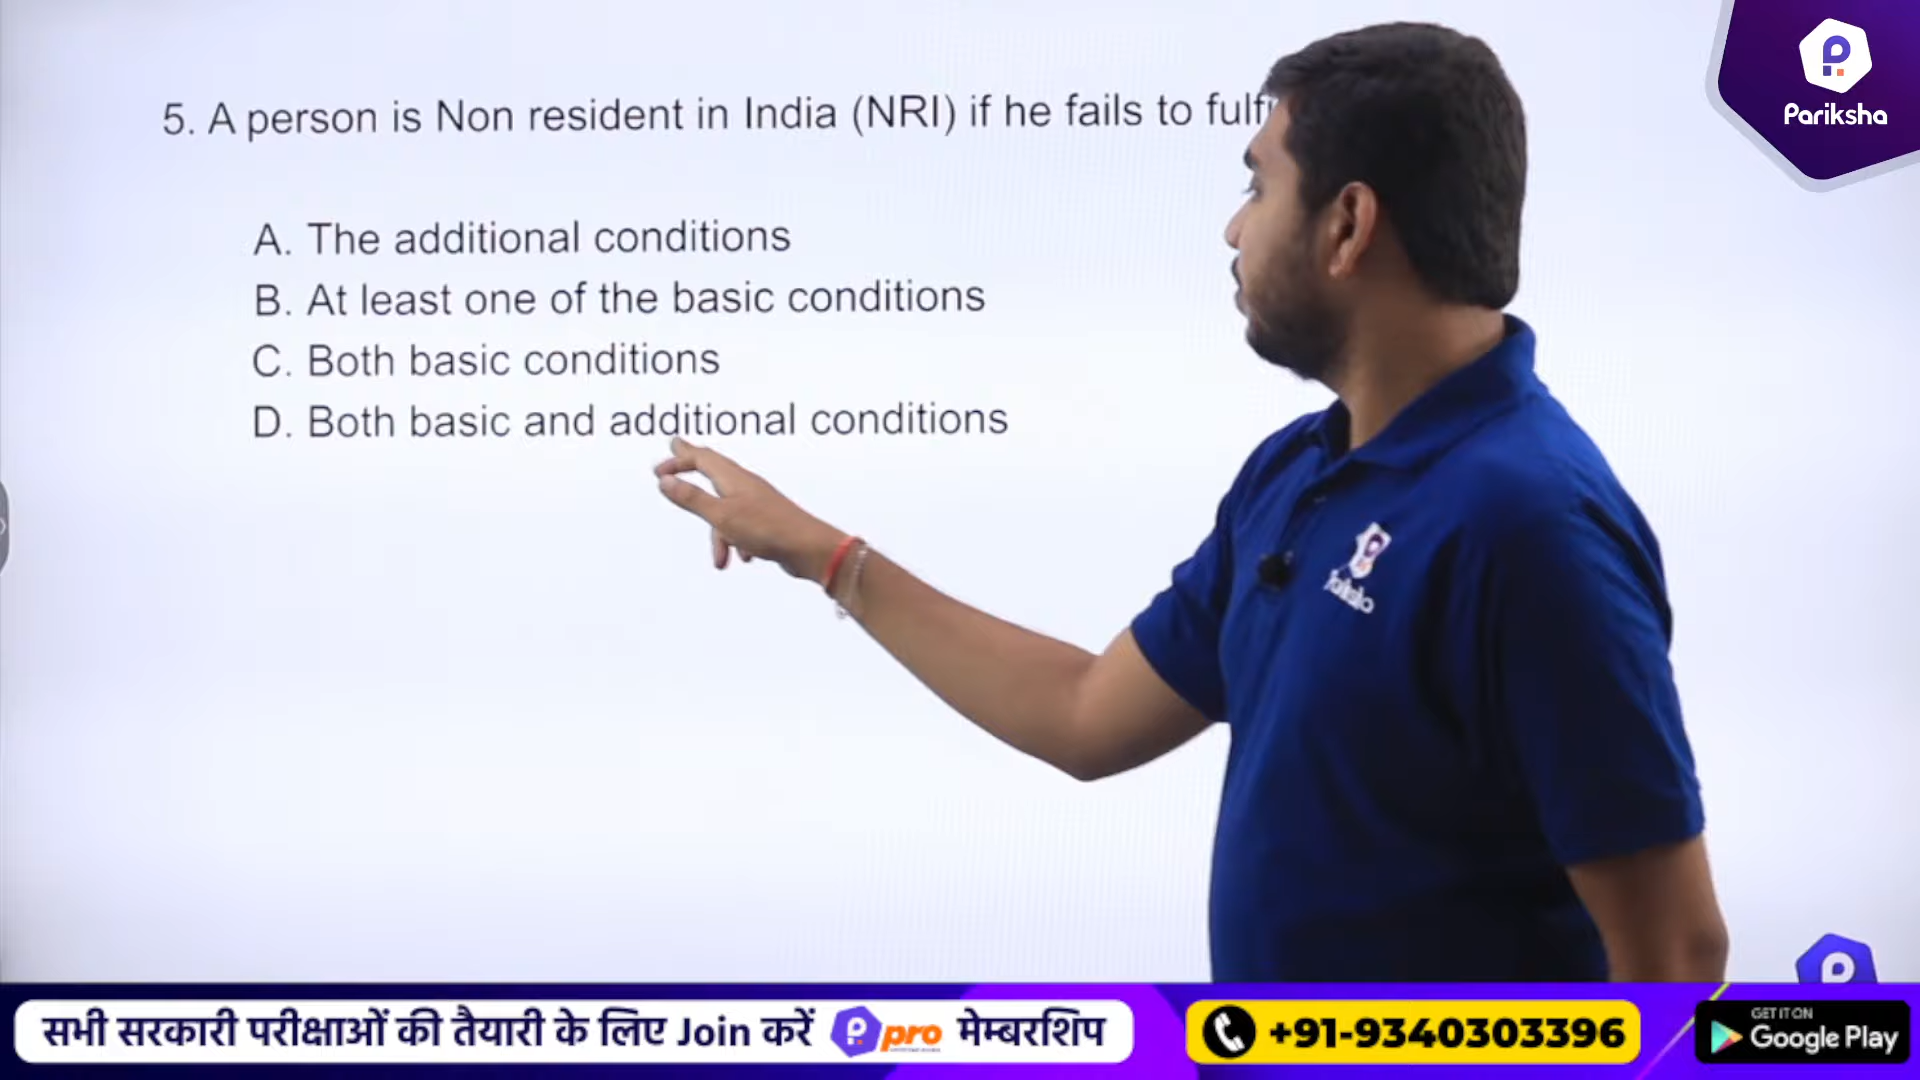 5. A person is Non resident in India (NRI) if he fails to
A. The additional conditions
B. At least one of the basic conditions
C. Both basic conditions
D. Both basic and additional conditions
Pariksha
Pariksha
सभी सरकारी परीक्षाओं की तैयारी के लिए Join करें pro मेम्बरशिप
+91-9340303396
GET IT ON
Google Play